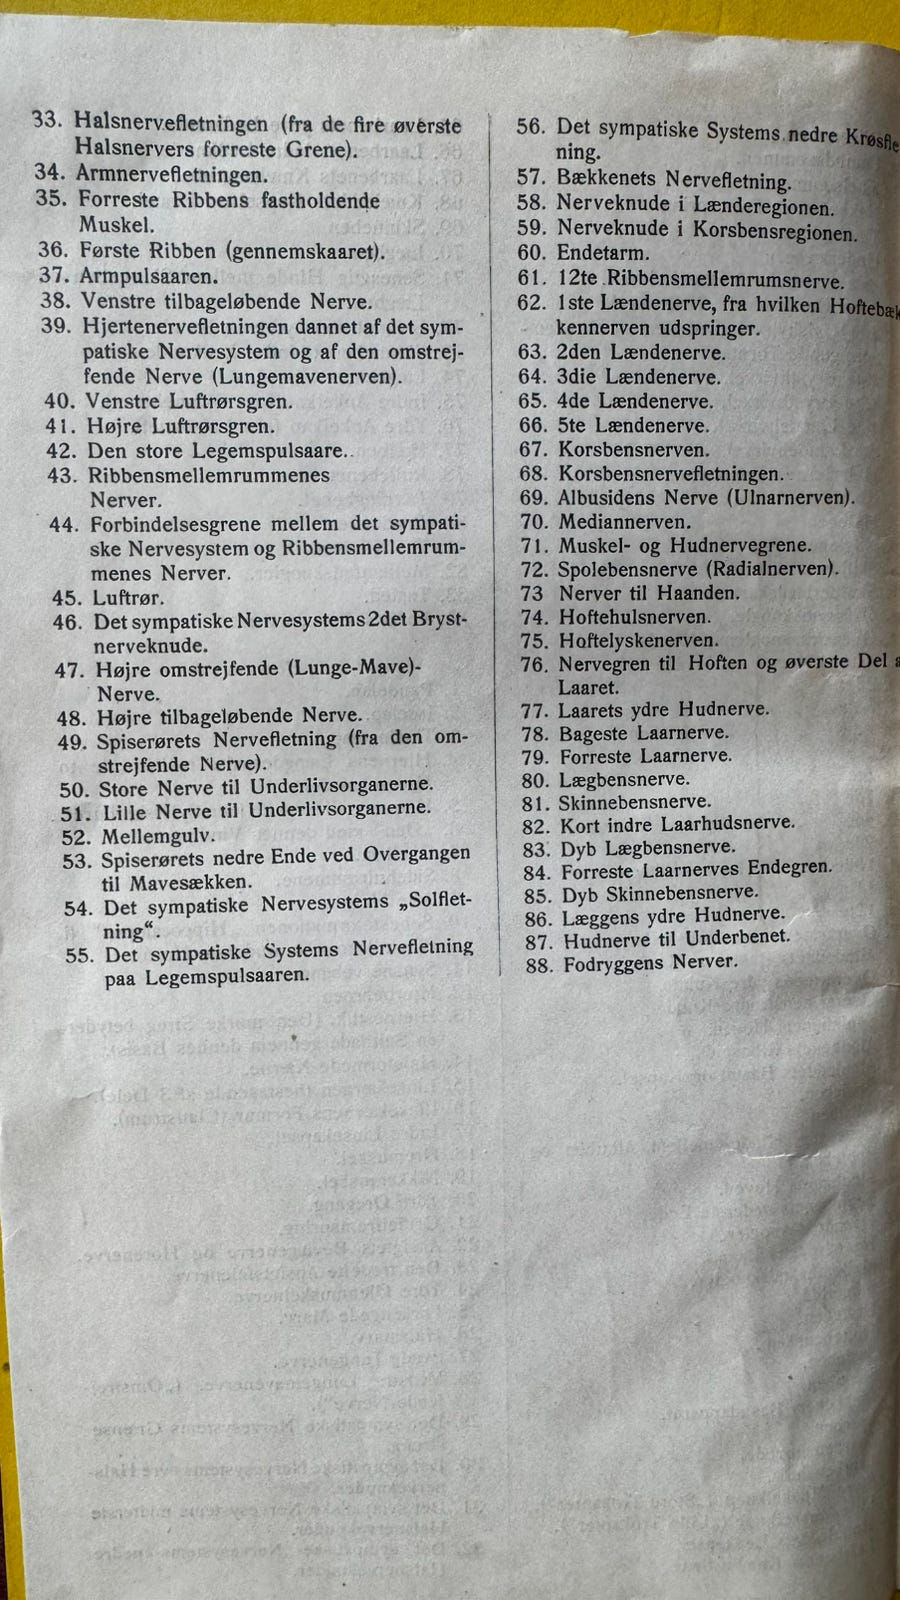 33. Halsnervefletningen (fra de fire øverste
Halsnervers forreste Grene).
34. Armnervefletningen.
35. Forreste Ribbens fastholdende
Muskel.
36. Første Ribben (gennemskaaret).
37. Armpulsaaren.
38. Venstre tilbageløbende Nerve.
39. Hjertenervefletningen dannet af det sym-
patiske Nervesystem og af den omstrej-
fende Nerve (Lungemavenerven).
40. Venstre Luftrørsgren.
41. Højre Luftrørsgren.
42. Den store Legemspulsaare.
43. Ribbensmellemrummenes
Nerver.
44. Forbindelsesgrene mellem det sympati-
ske Nervesystem og Ribbensmellemrum-
menes Nerver.
45. Luftrør.
46. Det sympatiske Nervesystems 2det Bryst-
nerveknude.
47. Højre omstrejfende (Lunge-Mave)-
Nerve.
48. Højre tilbageløbende Nerve.
49. Spiserørets Nervefletning (fra den om-
strejfende Nerve).
50. Store Nerve til Underlivsorganerne.
51. Lille Nerve til Underlivsorganerne.
52. Mellemgulv.
53. Spiserørets nedre Ende ved Overgangen
til Mavesækken.
54. Det sympatiske Nervesystems „Solflet-
ning“.
55. Det sympatiske Systems Nervefletning
paa Legemspulsaaren.
56. Det sympatiske Systems nedre Krøsfle
ning.
57. Bækkenets Nervefletning.
58. Nerveknude i Lænderegionen.
59. Nerveknude i Korsbensregionen.
60. Endetarm.
61. 12te Ribbensmellemrumsnerve.
62. 1ste Lændenerve, fra hvilken Hoftebæk
kennerven udspringer.
63. 2den Lændenerve.
64. 3die Lændenerve.
65. 4de Lændenerve.
66. 5te Lændenerve.
67. Korsbensnerven.
68. Korsbensnervefletningen.
69. Albusidens Nerve (Ulnarnerven).
70. Mediannerven.
71. Muskel- og Hudnervegrene.
72. Spolebensnerve (Radialnerven).
73 Nerver til Haanden.
74. Hoftehulsnerven.
75. Hoftelyskenerven.
76. Nervegren til Hoften og øverste Del a
Laaret.
77. Laarets ydre Hudnerve.
78. Bageste Laarnerve.
79. Forreste Laarnerve.
80. Lægbensnerve.
81. Skinnebensnerve.
82. Kort indre Laarhudsnerve.
83. Dyb Lægbensnerve.
84. Forreste Laarnerves Endegren.
85. Dyb Skinnebensnerve.
86. Læggens ydre Hudnerve.
87. Hudnerve til Underbenet.
88. Fodryggens Nerver.